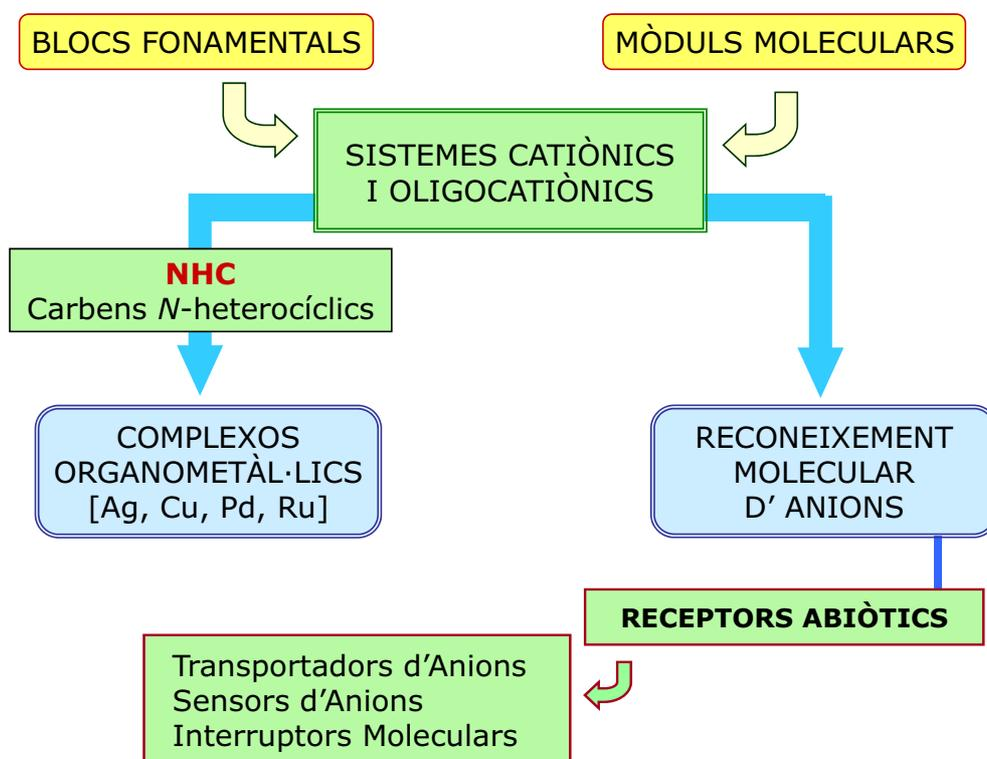 BLOCS FONAMENTALS
MÒDULS MOLECULARS
SISTEMES CATIÒNICS
I OLIGOCATIÒNICS
NHC
Carbens N-heterocíclics
COMPLEXOS
ORGANOMETÀL·LICS
[Ag, Cu, Pd, Ru]
RECONEIXEMENT
MOLECULAR
D’ ANIONS
RECEPTORS ABIÒTICS
Transportadors d’Anions
Sensors d’Anions
Interruptors Moleculars